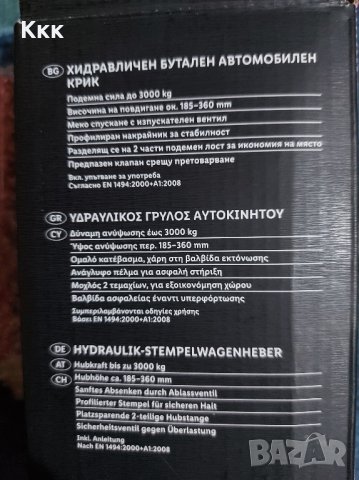 Ккк
BG ХИДРАВЛИЧЕН БУТАЛЕН АВТОМОБИЛЕН
КРИК
Подемна сила до 3000 kg
Височина на повдигане ок. 185–360 mm
Меко спускане с изпускателен вентил
Профилиран накрайник за стабилност
Разделящ се на 2 части подемен лост за икономия на място
Предпазен клапан срещу претоварване
Вкл. упътване за употреба
Съгласно EN 1494:2000+A1:2008
GR ΥΔΡΑΥΛΙΚΟΣ ΓΡΥΛΟΣ ΑΥΤΟΚΙΝΗΤΟΥ
CY Δύναμη ανύψωσης έως 3000 kg
Ύψος ανύψωσης περ. 185–360 mm
Ομαλό κατέβασμα, χάρη στη βαλβίδα εκτόνωσης
Ανάγλυφο πέλμα για ασφαλή στήριξη
Μοχλός 2 τεμαχίων, για εξοικονόμηση χώρου
Βαλβίδα ασφαλείας έναντι υπερφόρτωσης
Συμπεριλαμβάνονται οδηγίες χρήσης
Βάσει EN 1494:2000+A1:2008
DE HYDRAULIK-STEMPELWAGENHEBER
AT Hubkraft bis zu 3000 kg
CH Hubhöhe ca. 185–360 mm
Sanftes Absenken durch Ablassventil
Profilierter Stempel für sicheren Halt
Platzsparende 2-teilige Hubstange
Sicherheitsventil gegen Überlastung
Inkl. Anleitung
Nach EN 1494:2000+A1:2008
BAZAR.bg